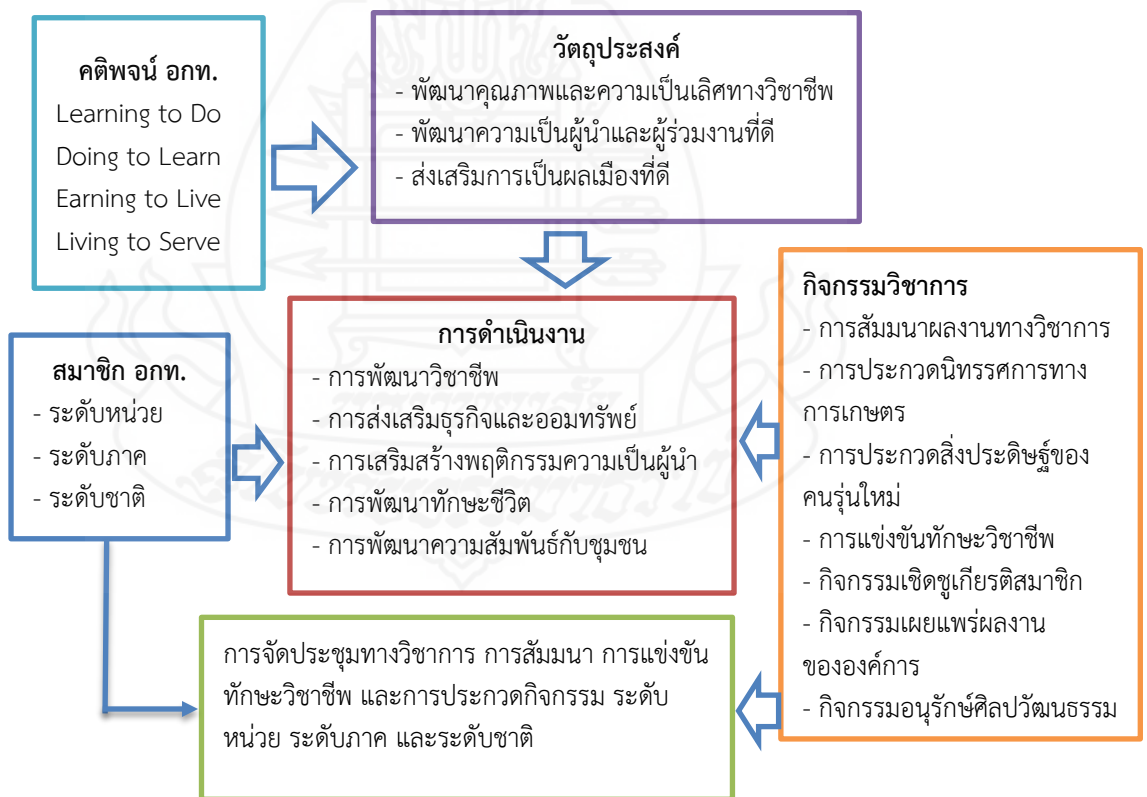 คติพจน์ อกท.
Learning to Do
Doing to Learn
Earning to Live
Living to Serve
วัตถุประสงค์
- พัฒนาคุณภาพและความเป็นเลิศทางวิชาชีพ
- พัฒนาความเป็นผู้นำและผู้ร่วมงานที่ดี
- ส่งเสริมการเป็นผลเมืองที่ดี
สมาชิก อกท.
- ระดับหน่วย
- ระดับภาค
- ระดับชาติ
การดำเนินงาน
- การพัฒนาวิชาชีพ
- การส่งเสริมธุรกิจและออมทรัพย์
- การเสริมสร้างพฤติกรรมความเป็นผู้นำ
- การพัฒนาทักษะชีวิต
- การพัฒนาความสัมพันธ์กับชุมชน
กิจกรรมวิชาการ
- การสัมมนาผลงานทางวิชาการ
- การประกวดนิทรรศการทาง
การเกษตร
- การประกวดสิ่งประดิษฐ์ของ
คนรุ่นใหม่
- การแข่งขันทักษะวิชาชีพ
- กิจกรรมเชิดชูเกียรติสมาชิก
- กิจกรรมเผยแพร่ผลงาน
ขององค์การ
- กิจกรรมอนุรักษ์ศิลปวัฒนธรรม
การจัดประชุมทางวิชาการ การสัมมนา การแข่งขัน
ทักษะวิชาชีพ และการประกวดกิจกรรม ระดับ
หน่วย ระดับภาค และระดับชาติ